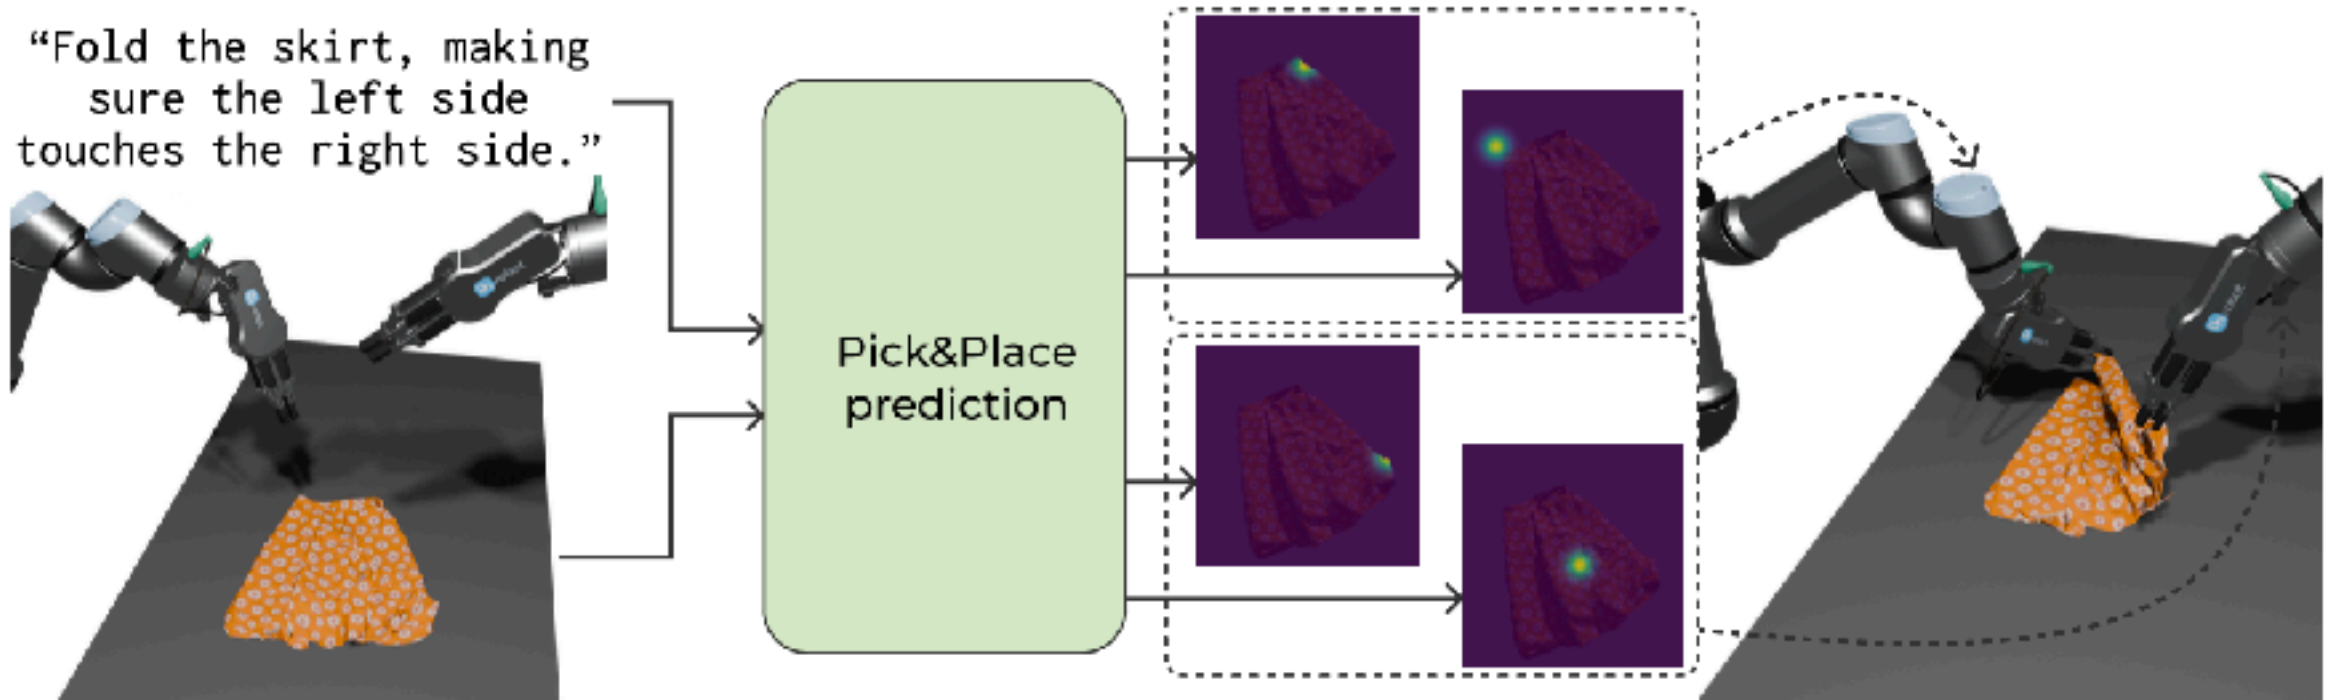 “Fold the skirt, making
sure the left side
touches the right side.”
Pick&Place
prediction